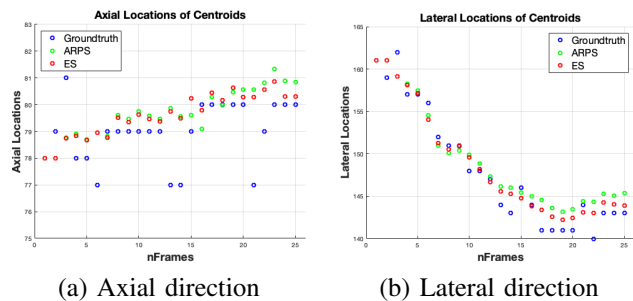 Axial Locations of Centroids
83
82
81
80
79
78
77
76
75
Axial Locations
0
5
10
15
20
25
nFrames
Groundtruth
ARPS
ES
(a) Axial direction
Lateral Locations of Centroids
165
160
155
150
145
140
Lateral Locations
0
5
10
15
20
25
nFrames
Groundtruth
ARPS
ES
(b) Lateral direction